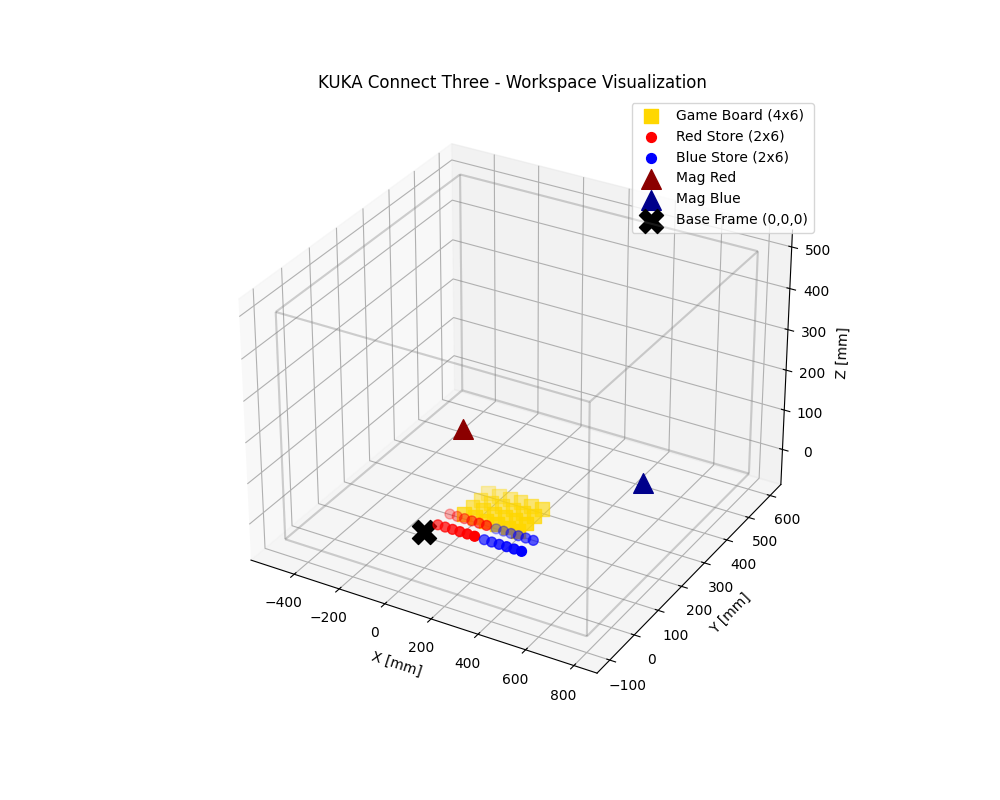 KUKA Connect Three - Workspace Visualization
Game Board (4x6)
Red Store (2x6)
Blue Store (2x6)
Mag Red
Mag Blue
Base Frame (0,0,0)
500
400
300
200
100
0
Z [mm]
600
500
400
300
200
100
0
−100
Y [mm]
−400
−200
0
200
400
600
800
X [mm]